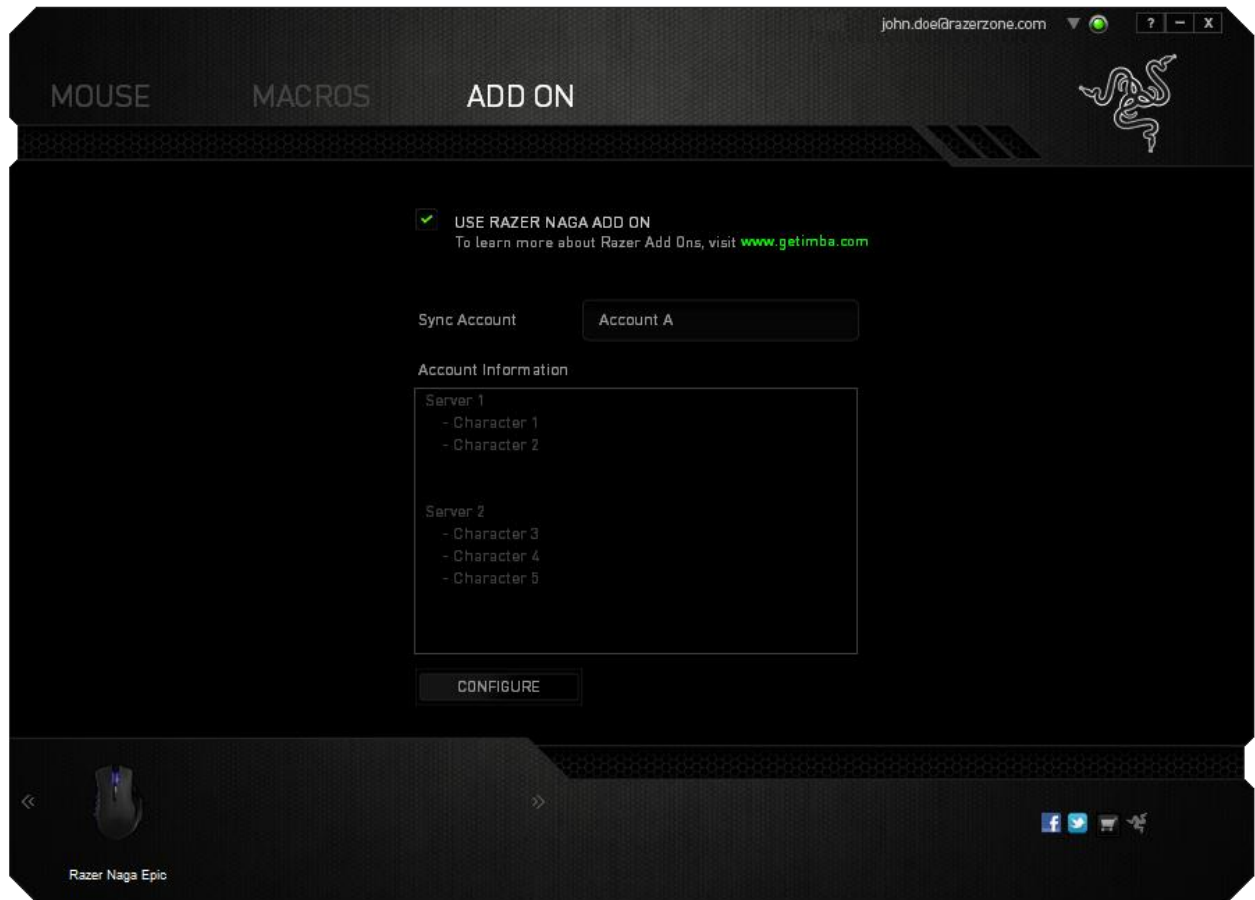 john.doe@razerzone.com
? – X
MOUSE MACROS ADD ON
USE RAZER NAGA ADD ON
To learn more about Razer Add Ons, visit www.getimba.com
Sync Account Account A
Account Information
Server 1
- Character 1
- Character 2
Server 2
- Character 3
- Character 4
- Character 5
CONFIGURE
Razer Naga Epic